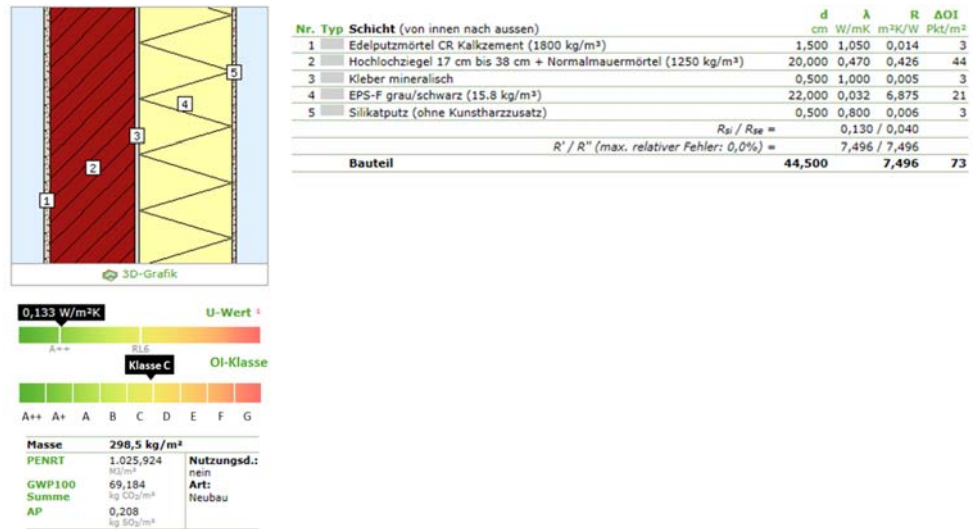 1
2
3
4
5
3D-Grafik
0,133 W/m²K
U-Wert ¹
A++
RL6
Klasse C
OI-Klasse
A++ A+ A B C D E F G
Masse 298,5 kg/m²
PENRT 1.025,924 Nutzungsd.:
MJ/m² nein
GWP100 69,184 Art:
Summe kg CO₂/m² Neubau
AP 0,208
kg SO₂/m²
d λ R ΔOI
Nr. Typ Schicht (von innen nach aussen) cm W/mK m²K/W Pkt/m²
1 Edelputzmörtel CR Kalkzement (1800 kg/m³) 1,500 1,050 0,014 3
2 Hochlochziegel 17 cm bis 38 cm + Normalmauermörtel (1250 kg/m³) 20,000 0,470 0,426 44
3 Kleber mineralisch 0,500 1,000 0,005 3
4 EPS-F grau/schwarz (15.8 kg/m³) 22,000 0,032 6,875 21
5 Silikatputz (ohne Kunstharzzusatz) 0,500 0,800 0,006 3
Rsi / Rse = 0,130 / 0,040
R' / R'' (max. relativer Fehler: 0,0%) = 7,496 / 7,496
Bauteil 44,500 7,496 73